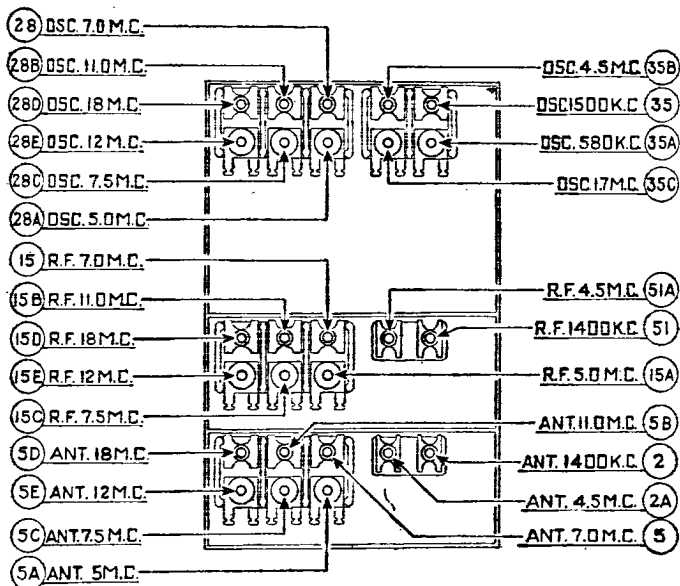 28 OSC. 7.0 M.C.
28B OSC. 11.0 M.C.
28D OSC. 18 M.C.
28E OSC. 12 M.C.
28C OSC. 7.5 M.C.
28A OSC. 5.0 M.C.
15 R.F. 7.0 M.C.
15B R.F. 11.0 M.C.
15D R.F. 18 M.C.
15E R.F. 12 M.C.
15C R.F. 7.5 M.C.
5D ANT. 18 M.C.
5E ANT. 12 M.C.
5C ANT. 7.5 M.C.
5A ANT. 5 M.C.
OSC. 4.5 M.C. 35B
OSC 1500 K.C. 35
OSC. 580 K.C. 35A
OSC 1.7 M.C. 35C
R.F. 4.5 M.C. 51A
R.F. 1400 K.C. 51
R.F. 5.0 M.C. 15A
ANT. 11.0 M.C. 5B
ANT. 1400 K.C. 2
ANT. 4.5 M.C. 2A
ANT. 7.0 M.C. 5